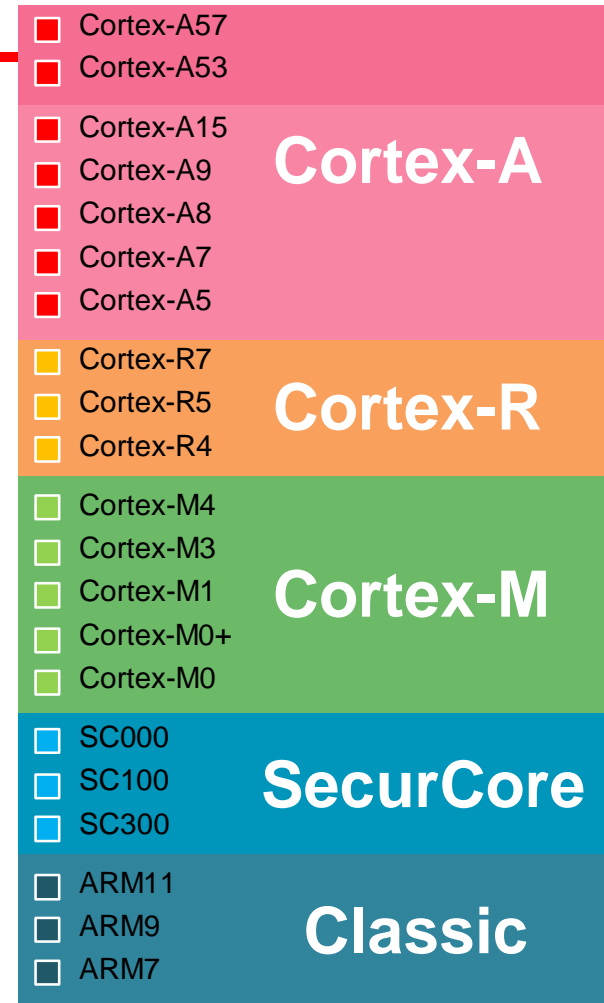 Cortex-A57
Cortex-A53
Cortex-A15
Cortex-A9
Cortex-A8
Cortex-A7
Cortex-A5
Cortex-A
Cortex-R7
Cortex-R5
Cortex-R4
Cortex-R
Cortex-M4
Cortex-M3
Cortex-M1
Cortex-M0+
Cortex-M0
Cortex-M
SC000
SC100
SC300
SecurCore
ARM11
ARM9
ARM7
Classic